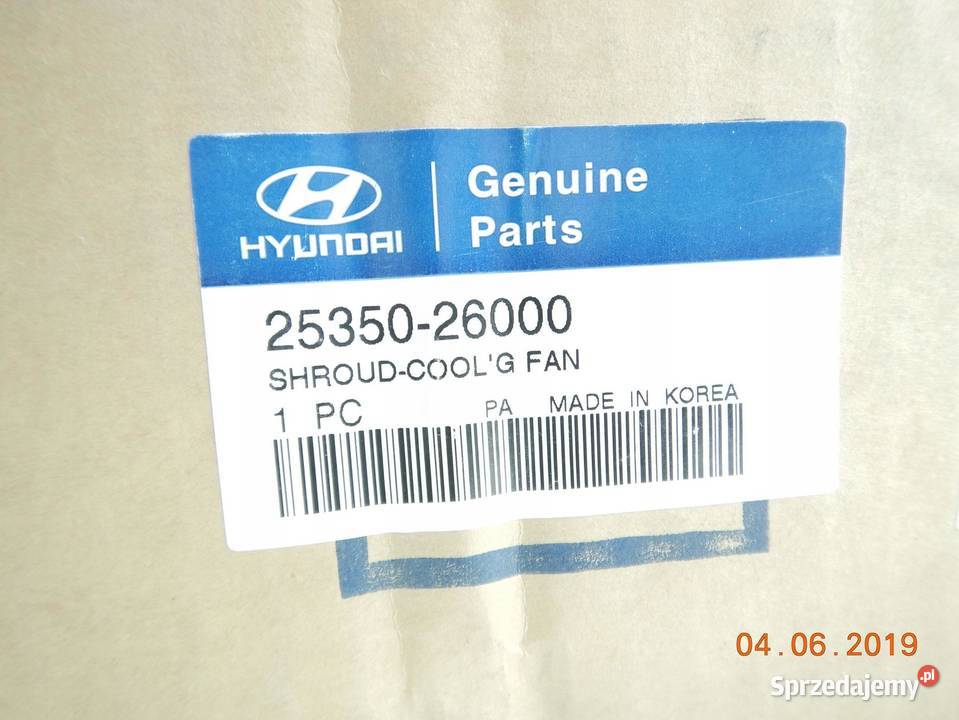 HYUNDAI
Genuine
Parts
25350-26000
SHROUD-COOL'G FAN
1 PC PA MADE IN KOREA
04.06.2019
Sprzedajemy.pl